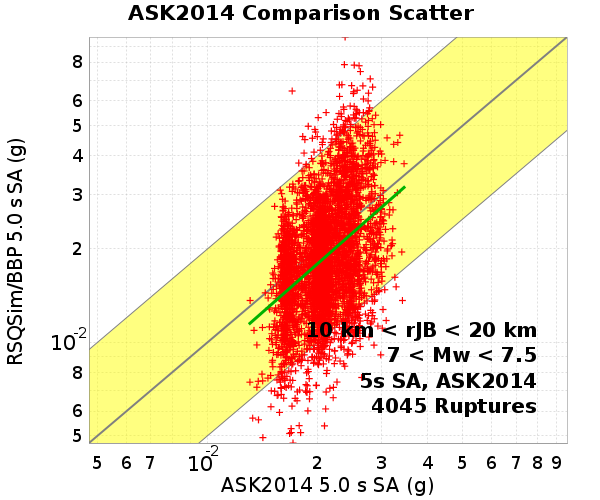 ASK2014 Comparison Scatter
RSQSim/BBP 5.0 s SA (g)
8
6
5
4
3
2
10-2
8
6
5
10 km < rJB < 20 km
7 < Mw < 7.5
5s SA, ASK2014
4045 Ruptures
5 6 7 10-2 2 3 4 5 6 7 8 9
ASK2014 5.0 s SA (g)